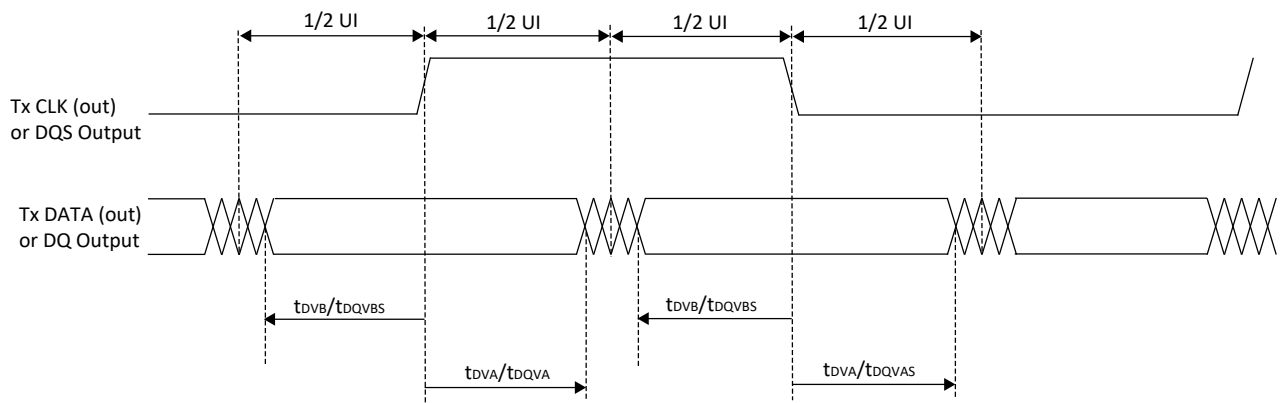 1/2 UI
1/2 UI
1/2 UI
1/2 UI
Tx CLK (out)
or DQS Output
Tx DATA (out)
or DQ Output
tDVB/tDQVBS
tDVB/tDQVBS
tDVA/tDQVA
tDVA/tDQVAS